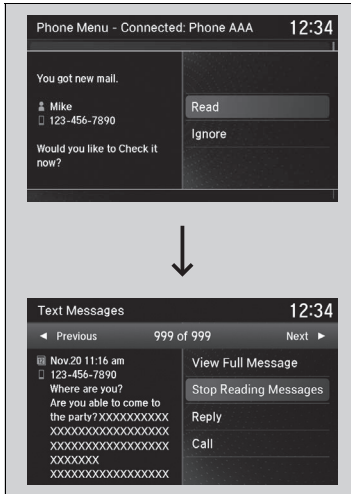 Phone Menu - Connected: Phone AAA 12:34
You got new mail.
Mike
123-456-7890
Would you like to Check it
now?
Read
Ignore
Text Messages 12:34
◄ Previous 999 of 999 Next ►
Nov.20 11:16 am
123-456-7890
Where are you?
Are you able to come to
the party?XXXXXXXXXX
XXXXXXXXXXXXXXXXX
XXXXXXXXXXXXXXXXX
XXXXXXX
XXXXXXXXXXXXXXXXX
View Full Message
Stop Reading Messages
Reply
Call